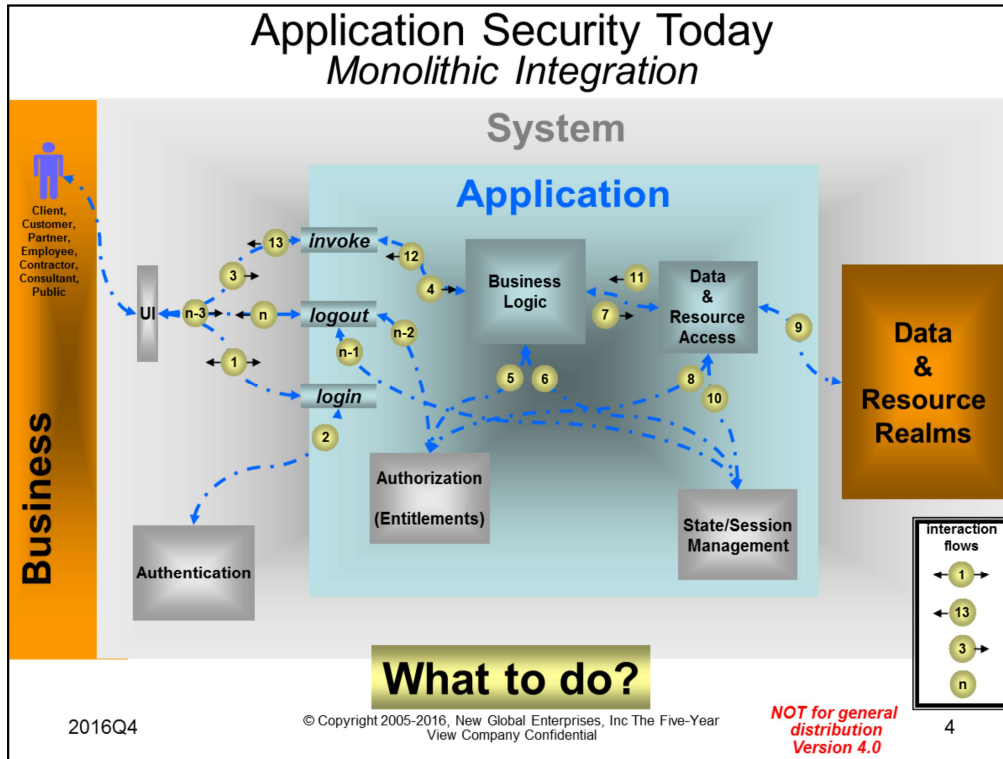 Application Security Today
Monolithic Integration
System
Application
Client,
Customer,
Partner,
Employee,
Contractor,
Consultant,
Public
Business
UI
invoke
logout
login
13
3
n-3
n
1
2
12
4
n-2
n-1
Business
Logic
11
7
Data
&
Resource
Access
9
5
6
8
10
Data
&
Resource
Realms
Authorization
(Entitlements)
State/Session
Management
Authentication
interaction
flows
1
13
3
n
What to do?
2016Q4
© Copyright 2005-2016, New Global Enterprises, Inc The Five-Year
View Company Confidential
NOT for general
distribution
Version 4.0
4